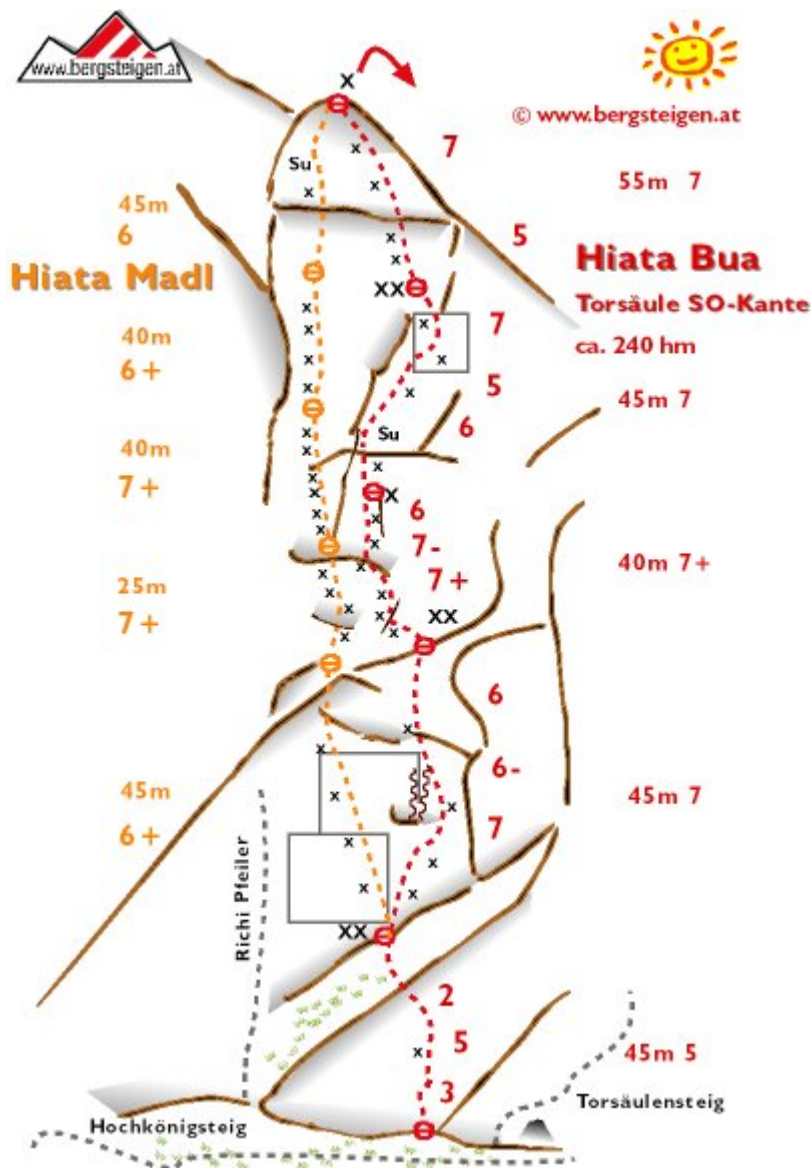 www.bergsteigen.at
X
© www.bergsteigen.at
7
55m 7
Su
x
x
x
45m
6
5
Hiata Madl
Hiata Bua
Torsäule SO-Kante
ca. 240 hm
x
x
XX
x
x
x
x
x
7
x
x
40m
6 +
5
x
45m 7
6
Su
x
x
x
x
x
x
x
40m
7 +
x
X
6
x
x
7-
7 +
40m 7+
x
x
x
x
x
x
x
x
25m
7 +
XX
6
x
x
6-
x
x
45m 7
45m
6 +
7
x
x
x
x
Richi Pfeiler
XX
2
5
x
45m 5
3
Torsäulensteig
Hochkönigsteig